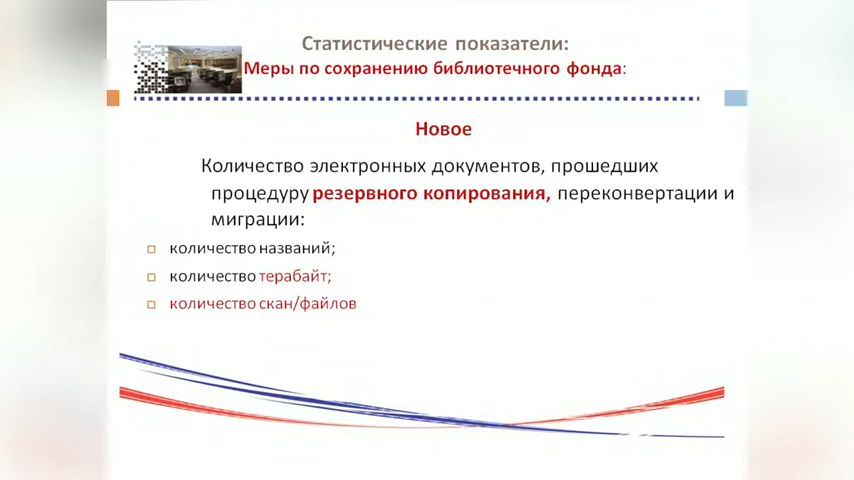 Статистические показатели:
Меры по сохранению библиотечного фонда:
Новое
Количество электронных документов, прошедших
процедуру резервного копирования, переконвертации и
миграции:
количество названий;
количество терабайт;
количество скан/файлов